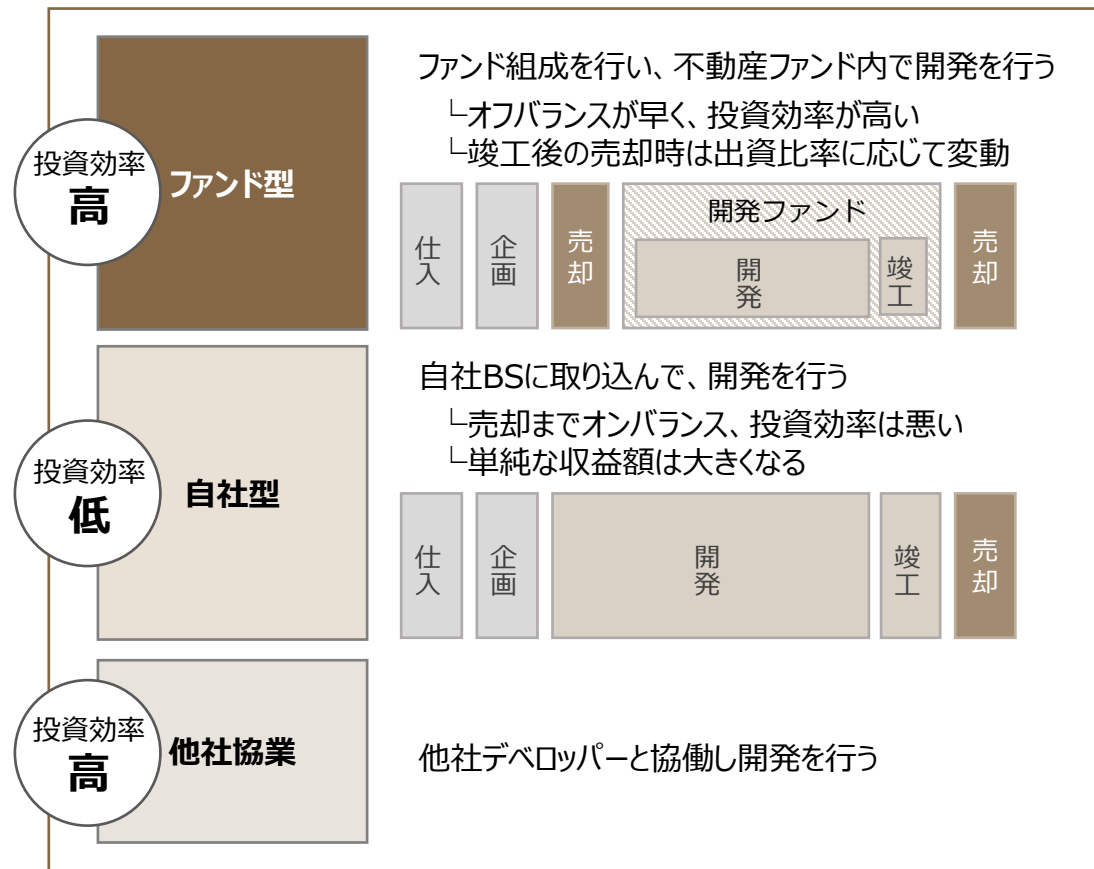 投資効率
高
ファンド型
ファンド組成を行い、不動産ファンド内で開発を行う
└オフバランスが早く、投資効率が高い
└竣工後の売却時は出資比率に応じて変動
仕入
企画
売却
開発ファンド
開発
竣工
売却
投資効率
低
自社型
自社BSに取り込んで、開発を行う
└売却までオンバランス、投資効率は悪い
└単純な収益額は大きくなる
仕入
企画
開発
竣工
売却
投資効率
高
他社協業
他社デベロッパーと協働し開発を行う